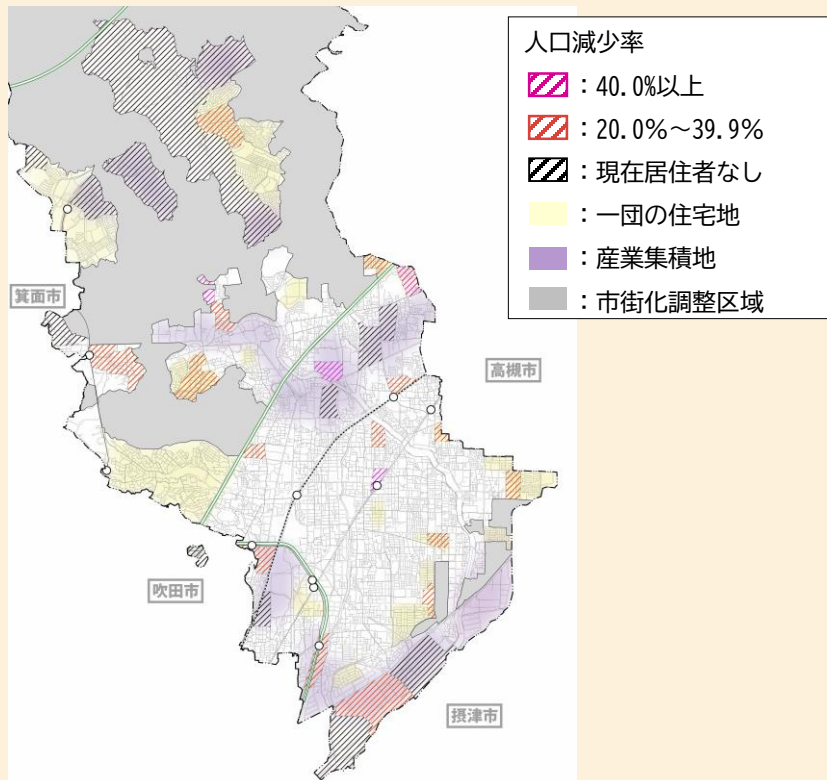 人口減少率
：40.0%以上
：20.0%～39.9%
：現在居住者なし
：一団の住宅地
：産業集積地
：市街化調整区域
箕面市
高槻市
吹田市
摂津市